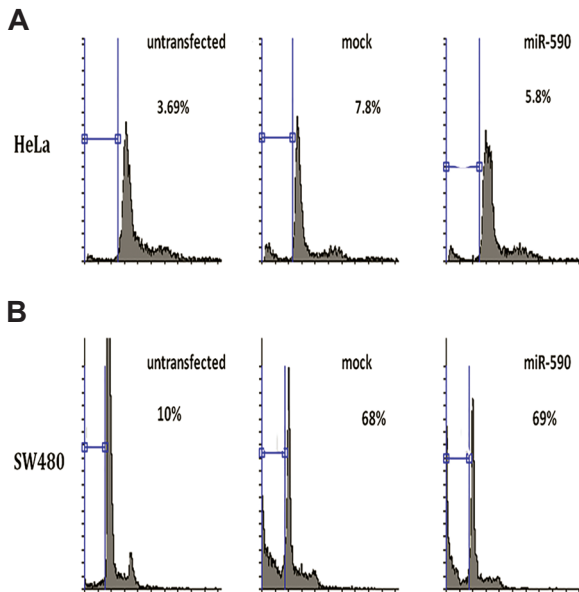 A
untransfected
mock
miR-590
3.69%
7.8%
5.8%
HeLa
B
untransfected
mock
miR-590
10%
68%
69%
SW480